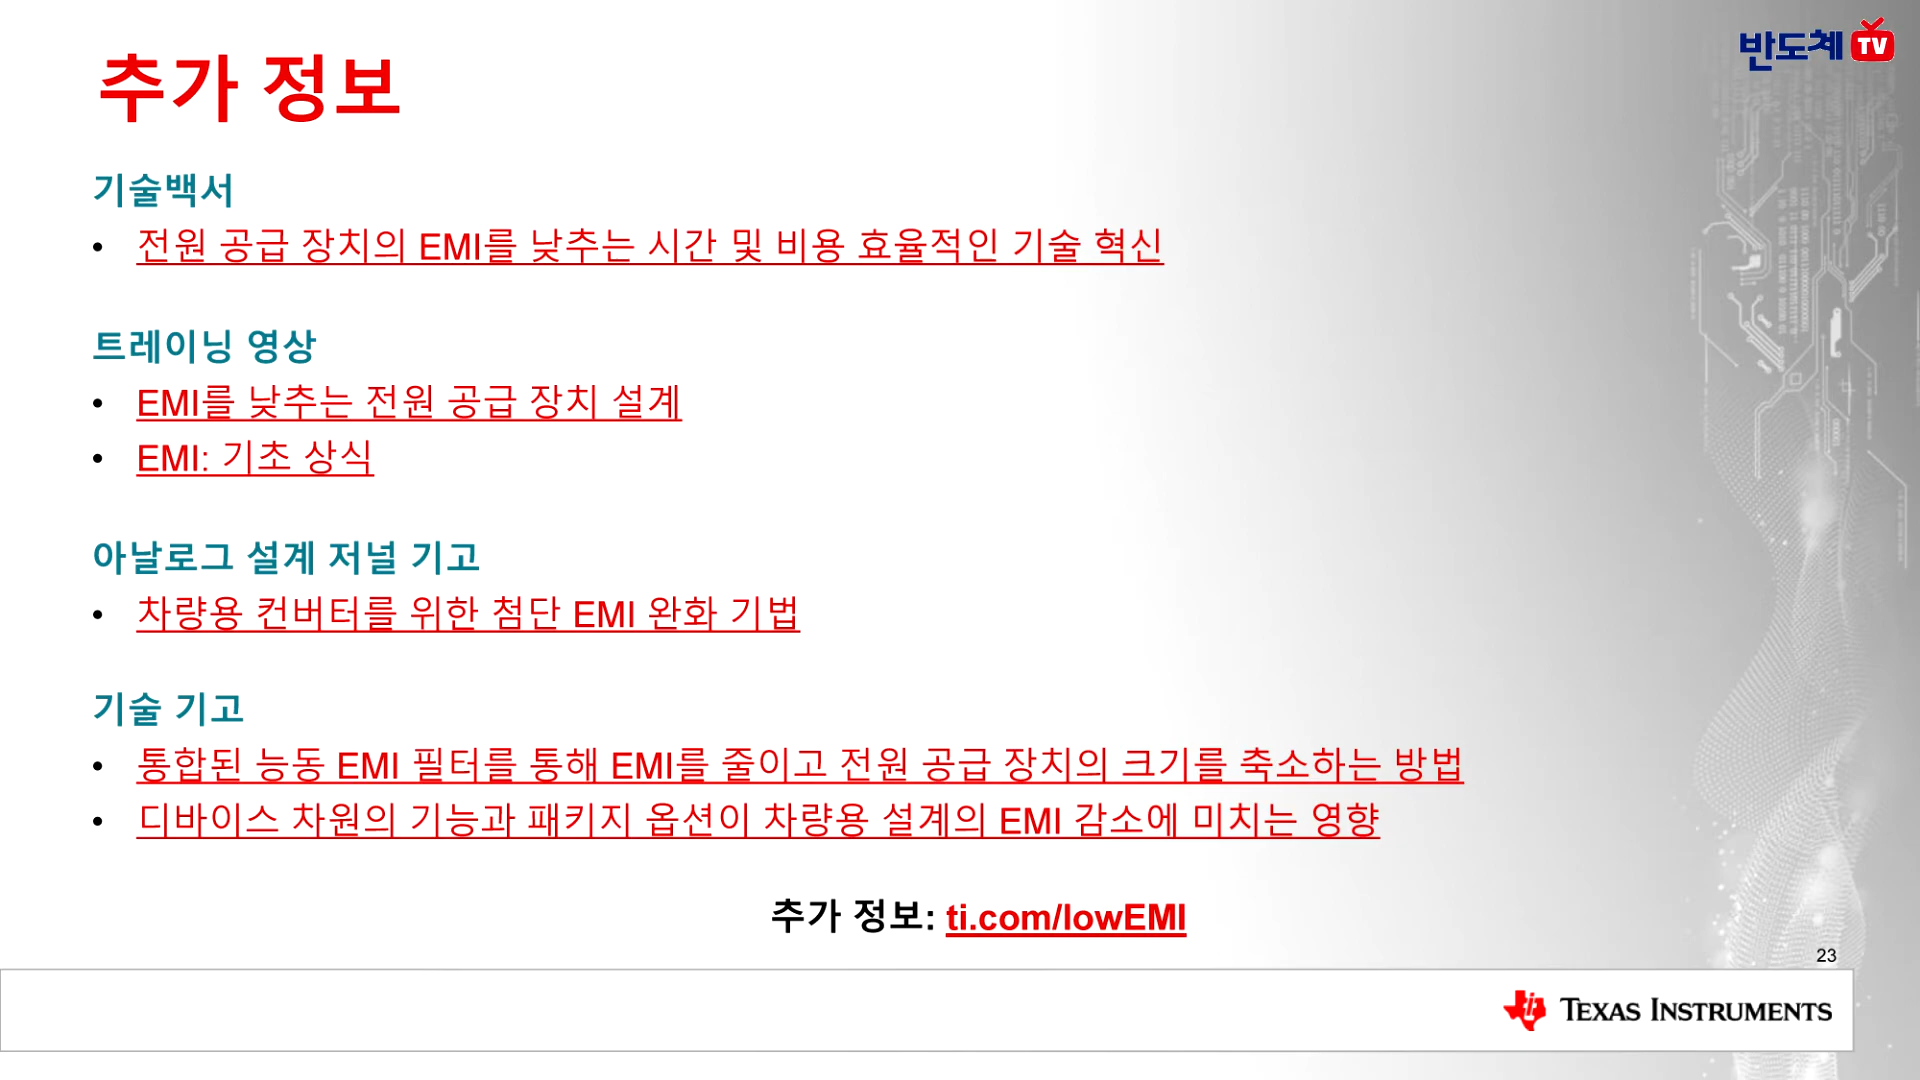 반도체 TV
추가 정보
기술백서
• 전원 공급 장치의 EMI를 낮추는 시간 및 비용 효율적인 기술 혁신
트레이닝 영상
• EMI를 낮추는 전원 공급 장치 설계
• EMI: 기초 상식
아날로그 설계 저널 기고
• 차량용 컨버터를 위한 첨단 EMI 완화 기법
기술 기고
• 통합된 능동 EMI 필터를 통해 EMI를 줄이고 전원 공급 장치의 크기를 축소하는 방법
• 디바이스 차원의 기능과 패키지 옵션이 차량용 설계의 EMI 감소에 미치는 영향
추가 정보: ti.com/lowEMI
23
TEXAS INSTRUMENTS